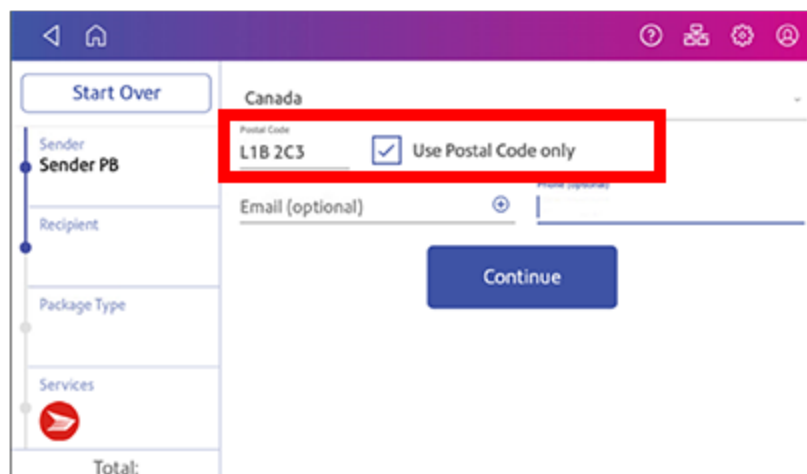 Start Over
Canada
Postal Code
L1B 2C3
Use Postal Code only
Sender
Sender PB
Email (optional)
Phone (optional)
Recipient
Continue
Package Type
Services
Total: